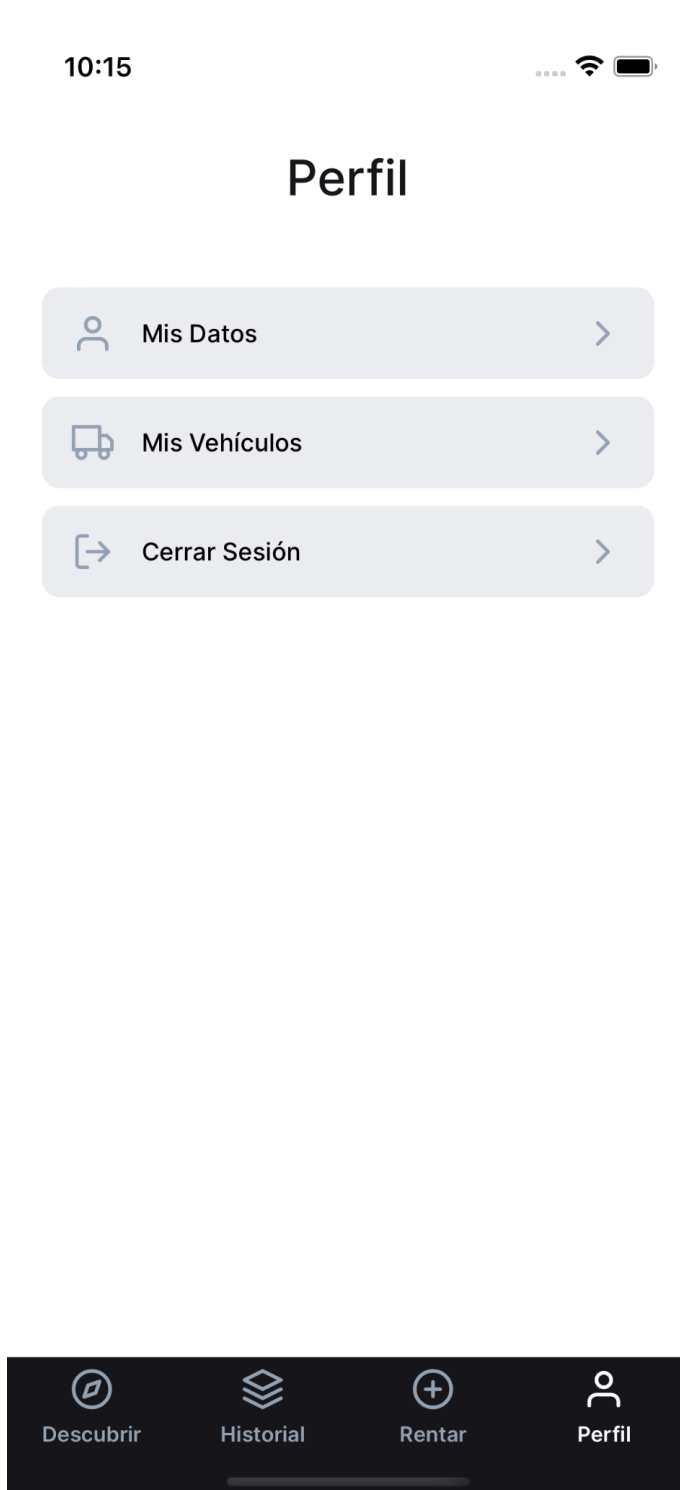 10:15
Perfil
Mis Datos
Mis Vehículos
Cerrar Sesión
Descubrir
Historial
Rentar
Perfil